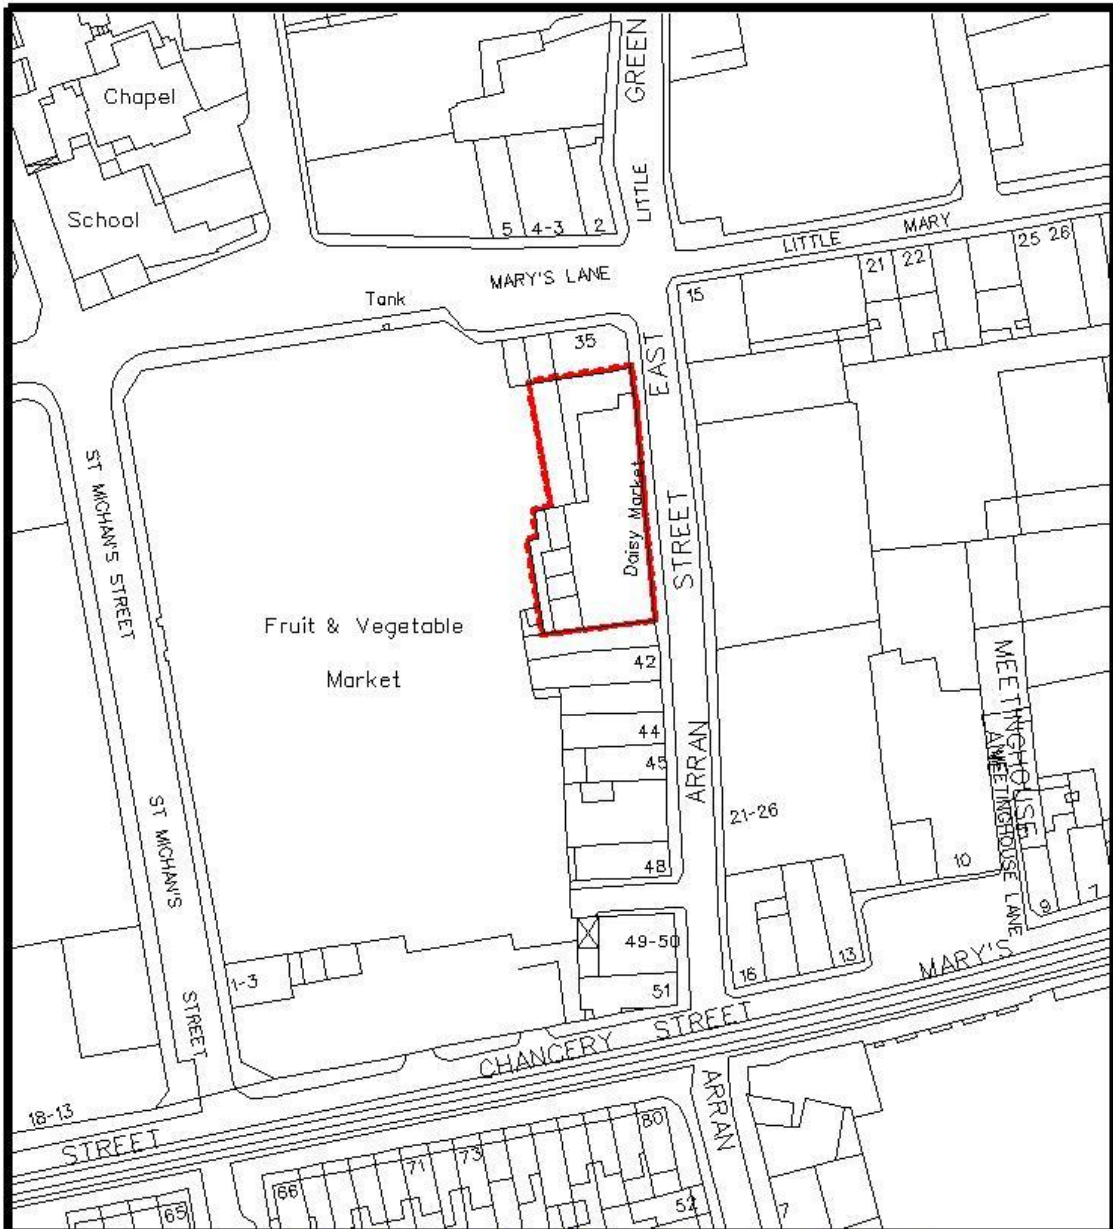 Chapel
GREEN
LITTLE
School
5 4-3 2
LITTLE MARY
25 26
21 22
MARY'S LANE
15
Tank
35
EAST
ST MICHAN'S STREET
Daisy Market
STREET
Fruit & Vegetable
Market
42
MEETINGHOUSE
LANE
44
45
ARRAN
MEETINGHOUSE LANE
21-26
ST MICHAN'S
48
10
9
7
49-50
13
16
MARY'S
1-3
51
STREET
CHANCERY STREET
ARRAN
18-13
STREET
80
71 73
66
65
52
7